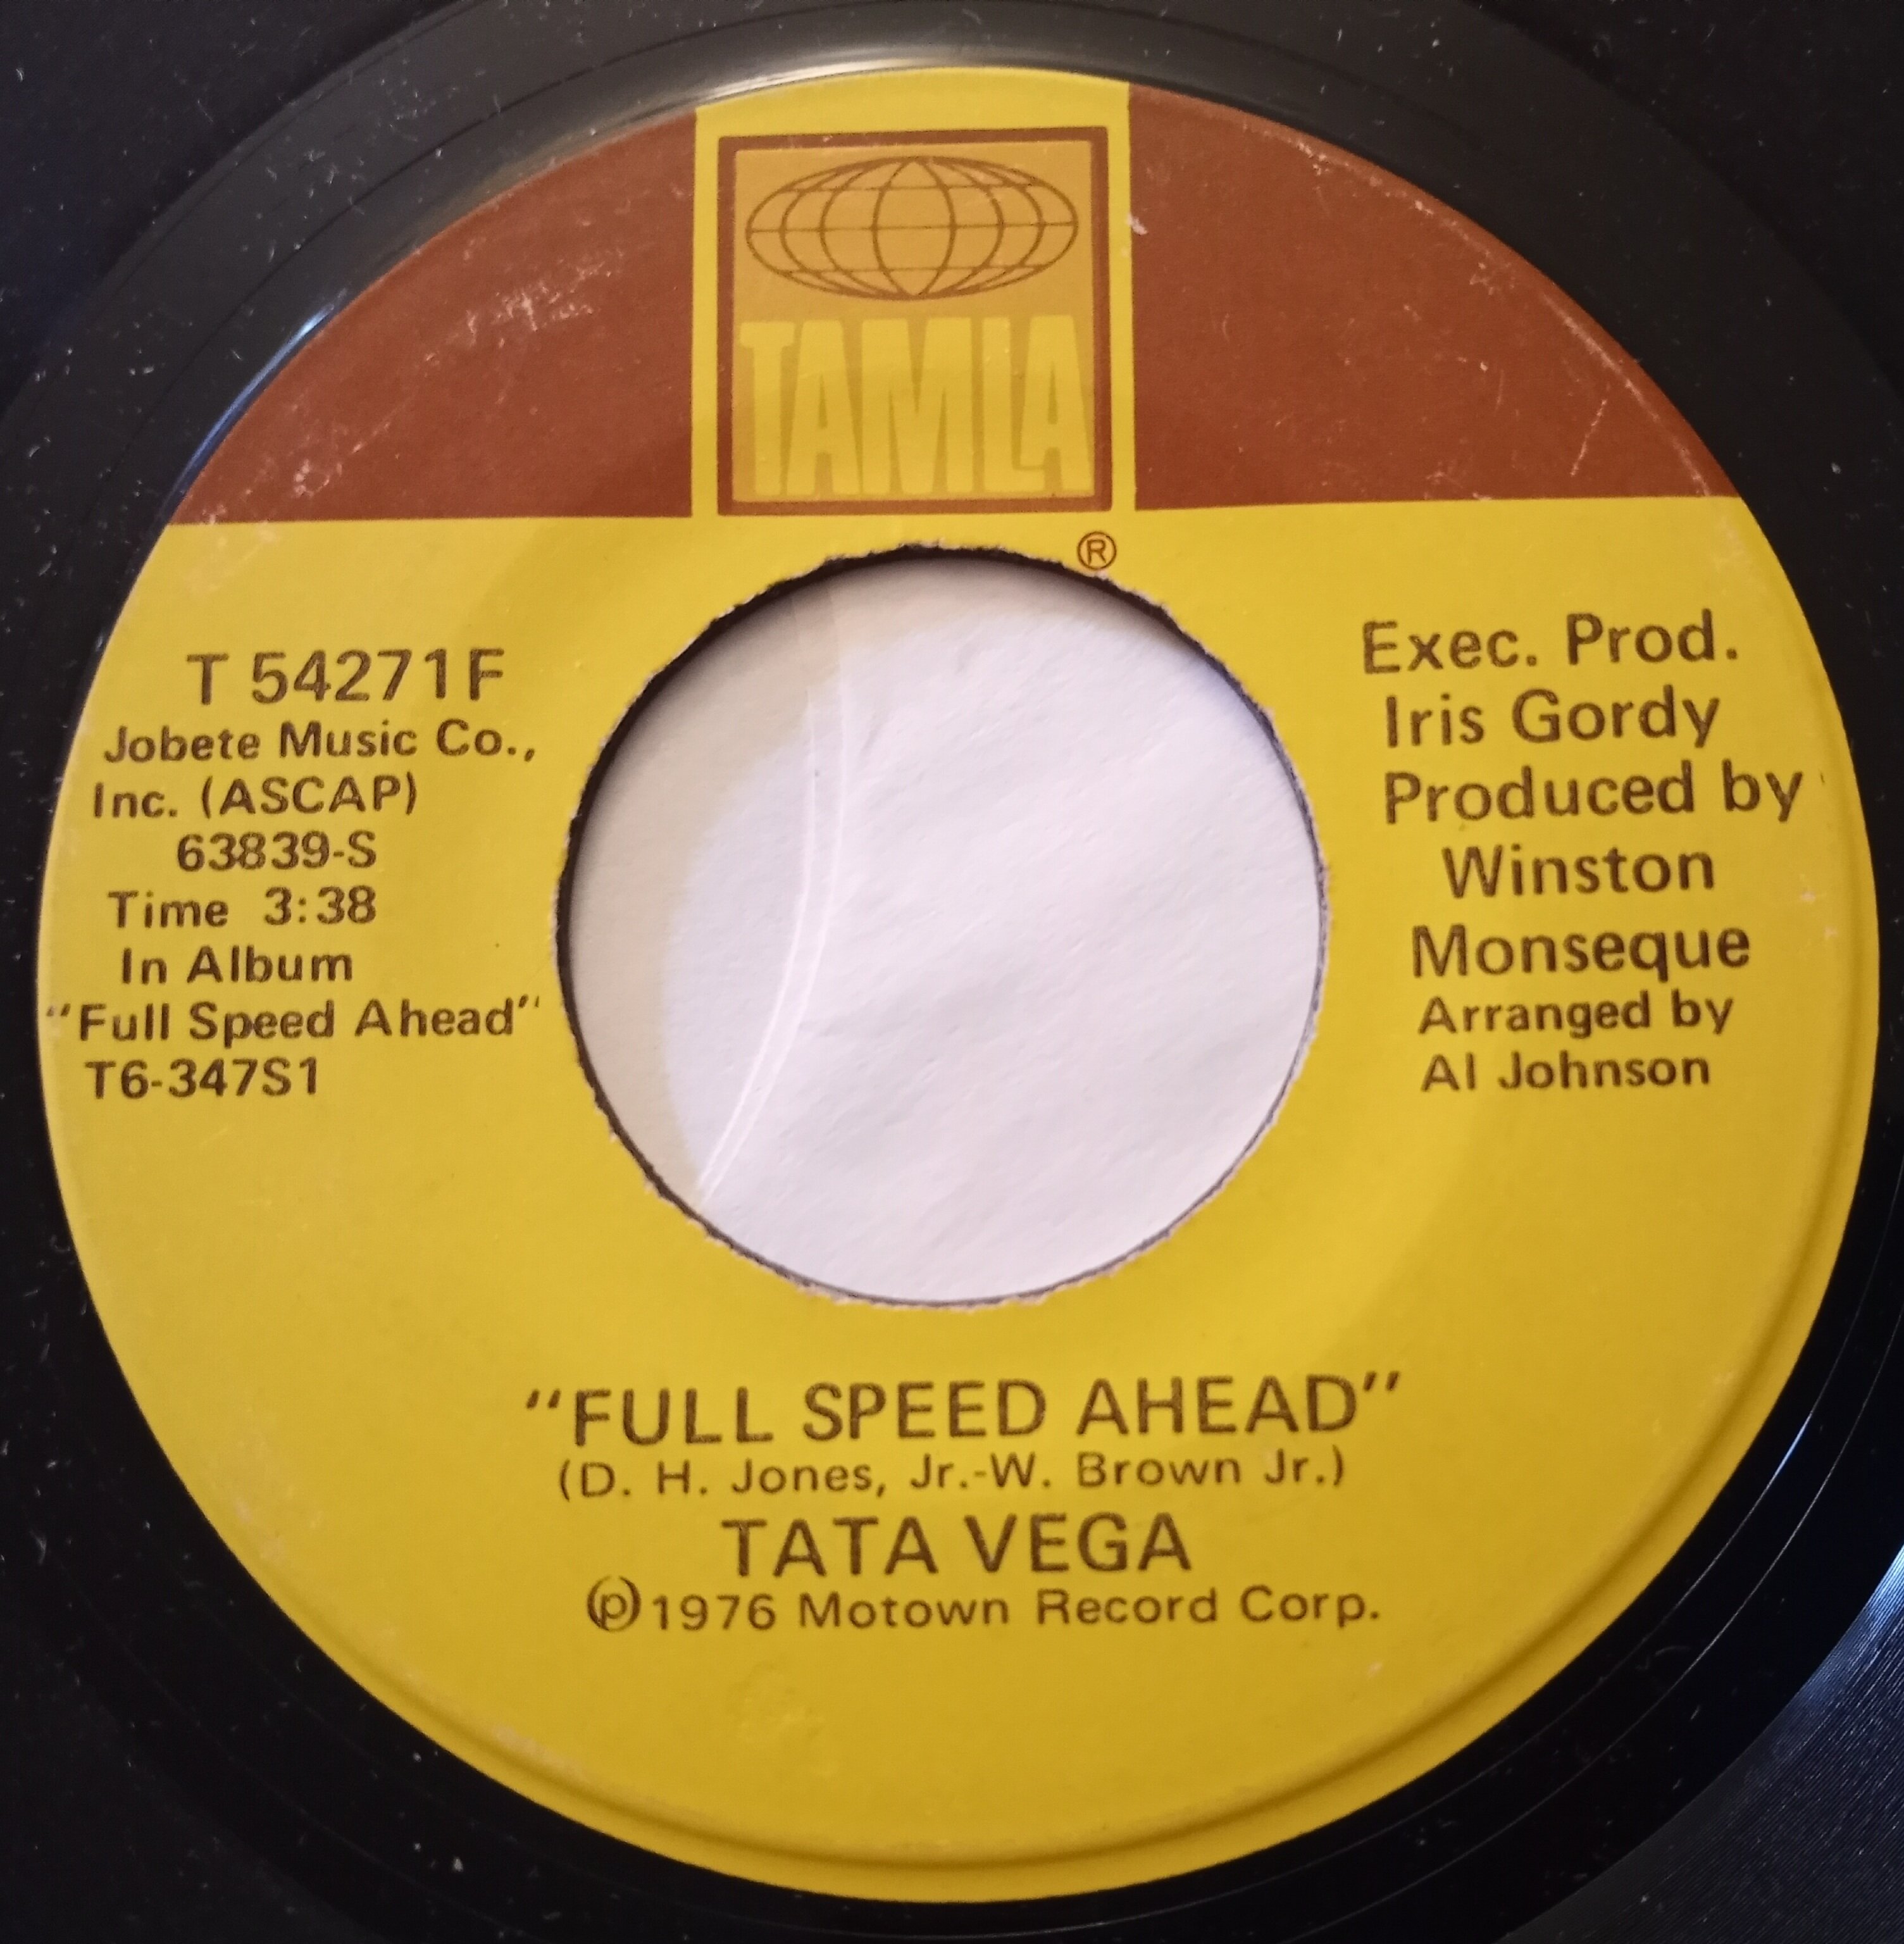 TAMLA
®
T 54271F
Jobete Music Co.,
Inc. (ASCAP)
63839-S
Time 3:38
In Album
"Full Speed Ahead"
T6-347S1
Exec. Prod.
Iris Gordy
Produced by
Winston
Monseque
Arranged by
Al Johnson
"FULL SPEED AHEAD"
(D. H. Jones, Jr.-W. Brown Jr.)
TATA VEGA
℗1976 Motown Record Corp.